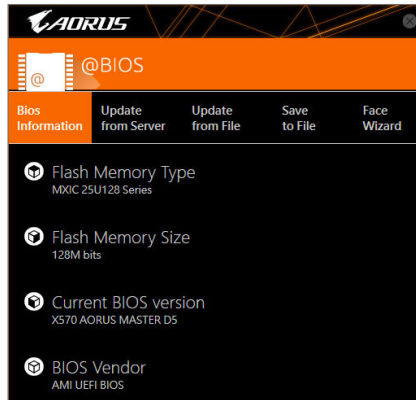 AORUS
@
@BIOS
Bios Information
Update from Server
Update from File
Save to File
Face Wizard
Flash Memory Type
MXIC 25U128 Series
Flash Memory Size
128M bits
Current BIOS version
X570 AORUS MASTER D5
BIOS Vendor
AMI UEFI BIOS